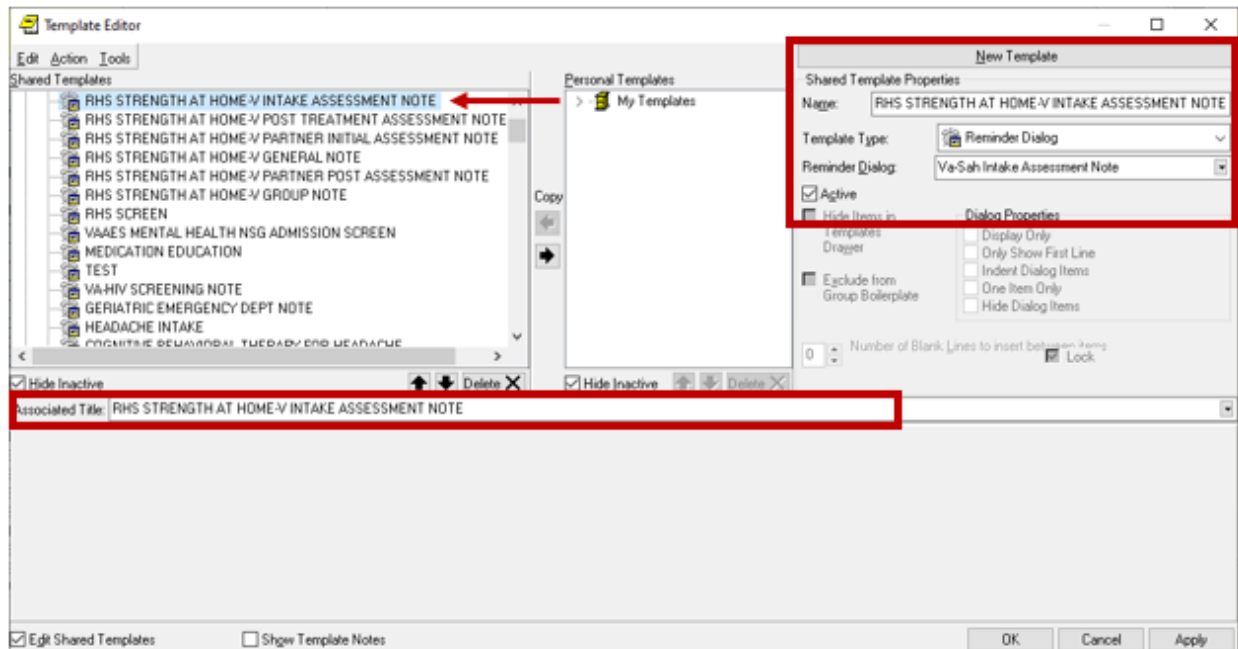 Template Editor
Edit Action Tools
New Template
Shared Templates
RHS STRENGTH AT HOME-V INTAKE ASSESSMENT NOTE
RHS STRENGTH AT HOME-V POST TREATMENT ASSESSMENT NOTE
RHS STRENGTH AT HOME-V PARTNER INITIAL ASSESSMENT NOTE
RHS STRENGTH AT HOME-V GENERAL NOTE
RHS STRENGTH AT HOME-V PARTNER POST ASSESSMENT NOTE
RHS STRENGTH AT HOME-V GROUP NOTE
RHS SCREEN
VAAES MENTAL HEALTH NSG ADMISSION SCREEN
MEDICATION EDUCATION
TEST
VA-HIV SCREENING NOTE
GERIATRIC EMERGENCY DEPT NOTE
HEADACHE INTAKE
COGNITIVE BEHAVIORAL THERAPY FOR HEADACHE
Hide Inactive Delete
Copy
Personal Templates
My Templates
Hide Inactive Delete
Shared Template Properties
Name: RHS STRENGTH AT HOME-V INTAKE ASSESSMENT NOTE
Template Type: Reminder Dialog
Reminder Dialog: Va-Sah Intake Assessment Note
Active
Hide Items in
Templates
Drawer
Exclude from
Group Boilerplate
Dialog Properties
Display Only
Only Show First Line
Indent Dialog Items
One Item Only
Hide Dialog Items
0 Number of Blank Lines to insert between items
Lock
Associated Title: RHS STRENGTH AT HOME-V INTAKE ASSESSMENT NOTE
Edit Shared Templates Show Template Notes OK Cancel Apply